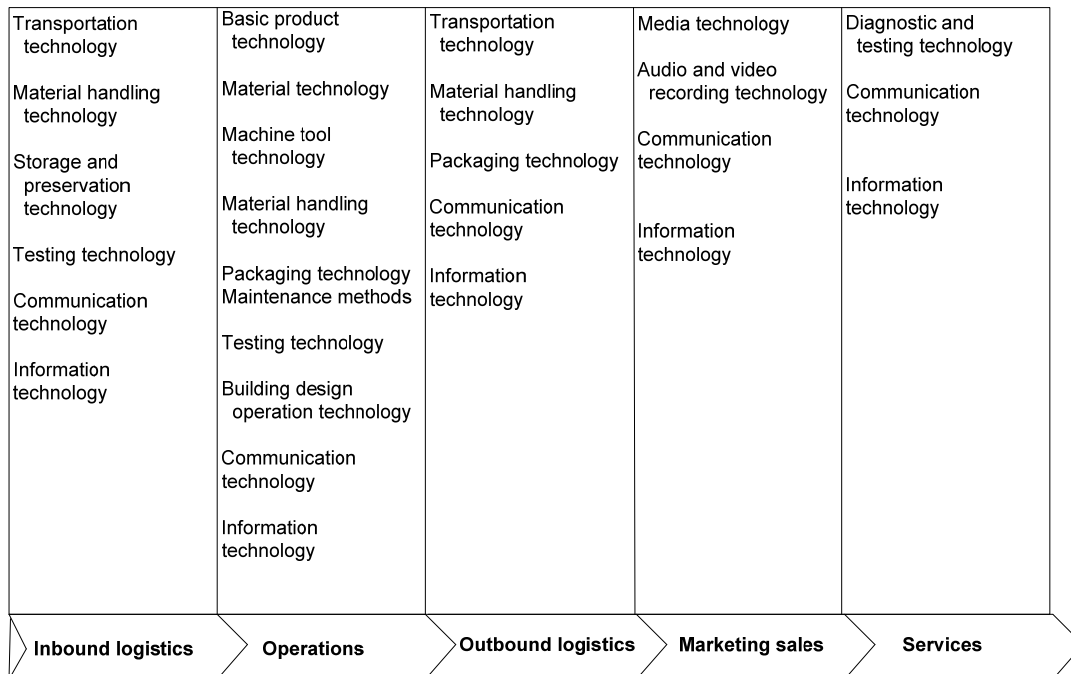 Transportation
technology
Material handling
technology
Storage and
preservation
technology
Testing technology
Communication
technology
Information
technology
Basic product
technology
Material technology
Machine tool
technology
Material handling
technology
Packaging technology
Maintenance methods
Testing technology
Building design
operation technology
Communication
technology
Information
technology
Transportation
technology
Material handling
technology
Packaging technology
Communication
technology
Information
technology
Media technology
Audio and video
recording technology
Communication
technology
Information
technology
Diagnostic and
testing technology
Communication
technology
Information
technology
Inbound logistics
Operations
Outbound logistics
Marketing sales
Services